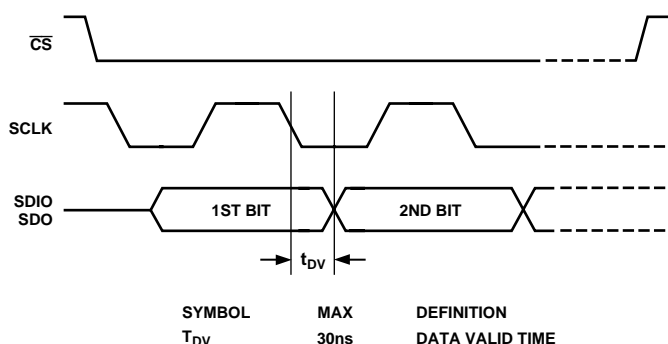 CS
SCLK
SDIO
SDO
1ST BIT
2ND BIT
tDV
SYMBOL MAX DEFINITION
TDV 30ns DATA VALID TIME